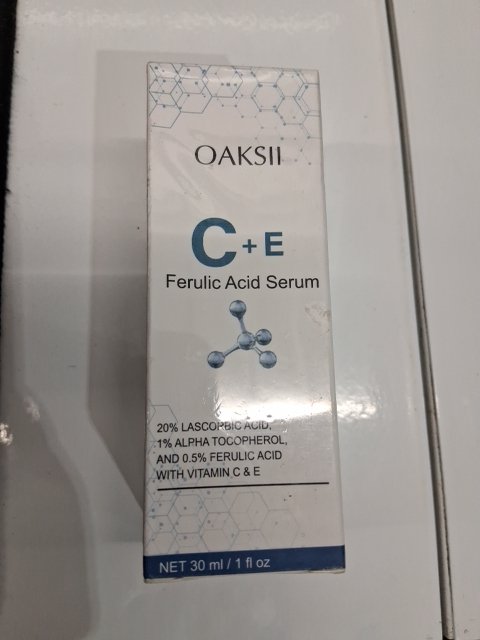 OAKSII
C + E
Ferulic Acid Serum
20% LASCORBIC ACID,
1% ALPHA TOCOPHEROL,
AND 0.5% FERULIC ACID
WITH VITAMIN C & E
NET 30 ml / 1 fl oz